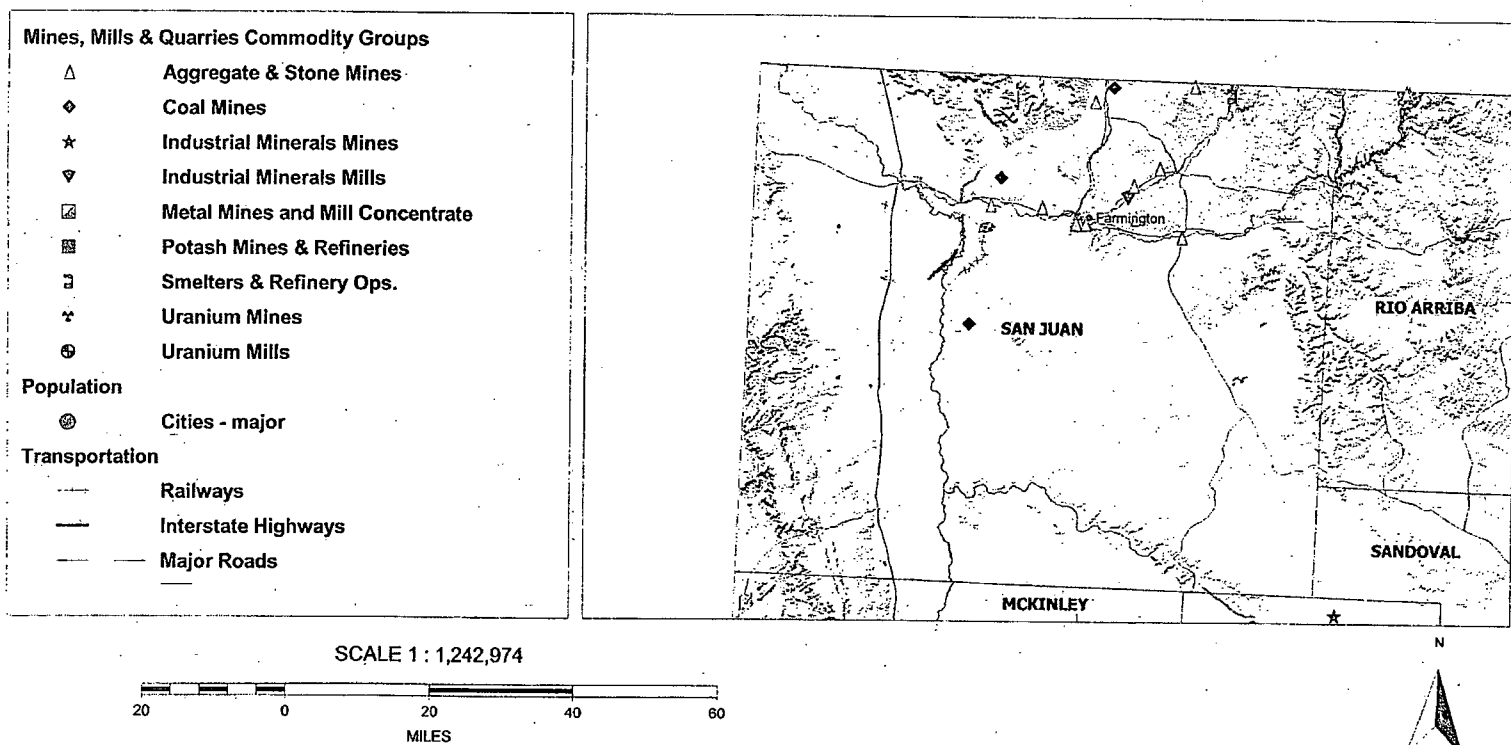 Mines, Mills & Quarries Commodity Groups
Aggregate & Stone Mines
Coal Mines
Industrial Minerals Mines
Industrial Minerals Mills
Metal Mines and Mill Concentrate
Potash Mines & Refineries
Smelters & Refinery Ops.
Uranium Mines
Uranium Mills
Population
Cities - major
Transportation
Railways
Interstate Highways
Major Roads
Farmington
RIO ARRIBA
SAN JUAN
SANDOVAL
MCKINLEY
SCALE 1 : 1,242,974
20 0 20 40 60
MILES
N